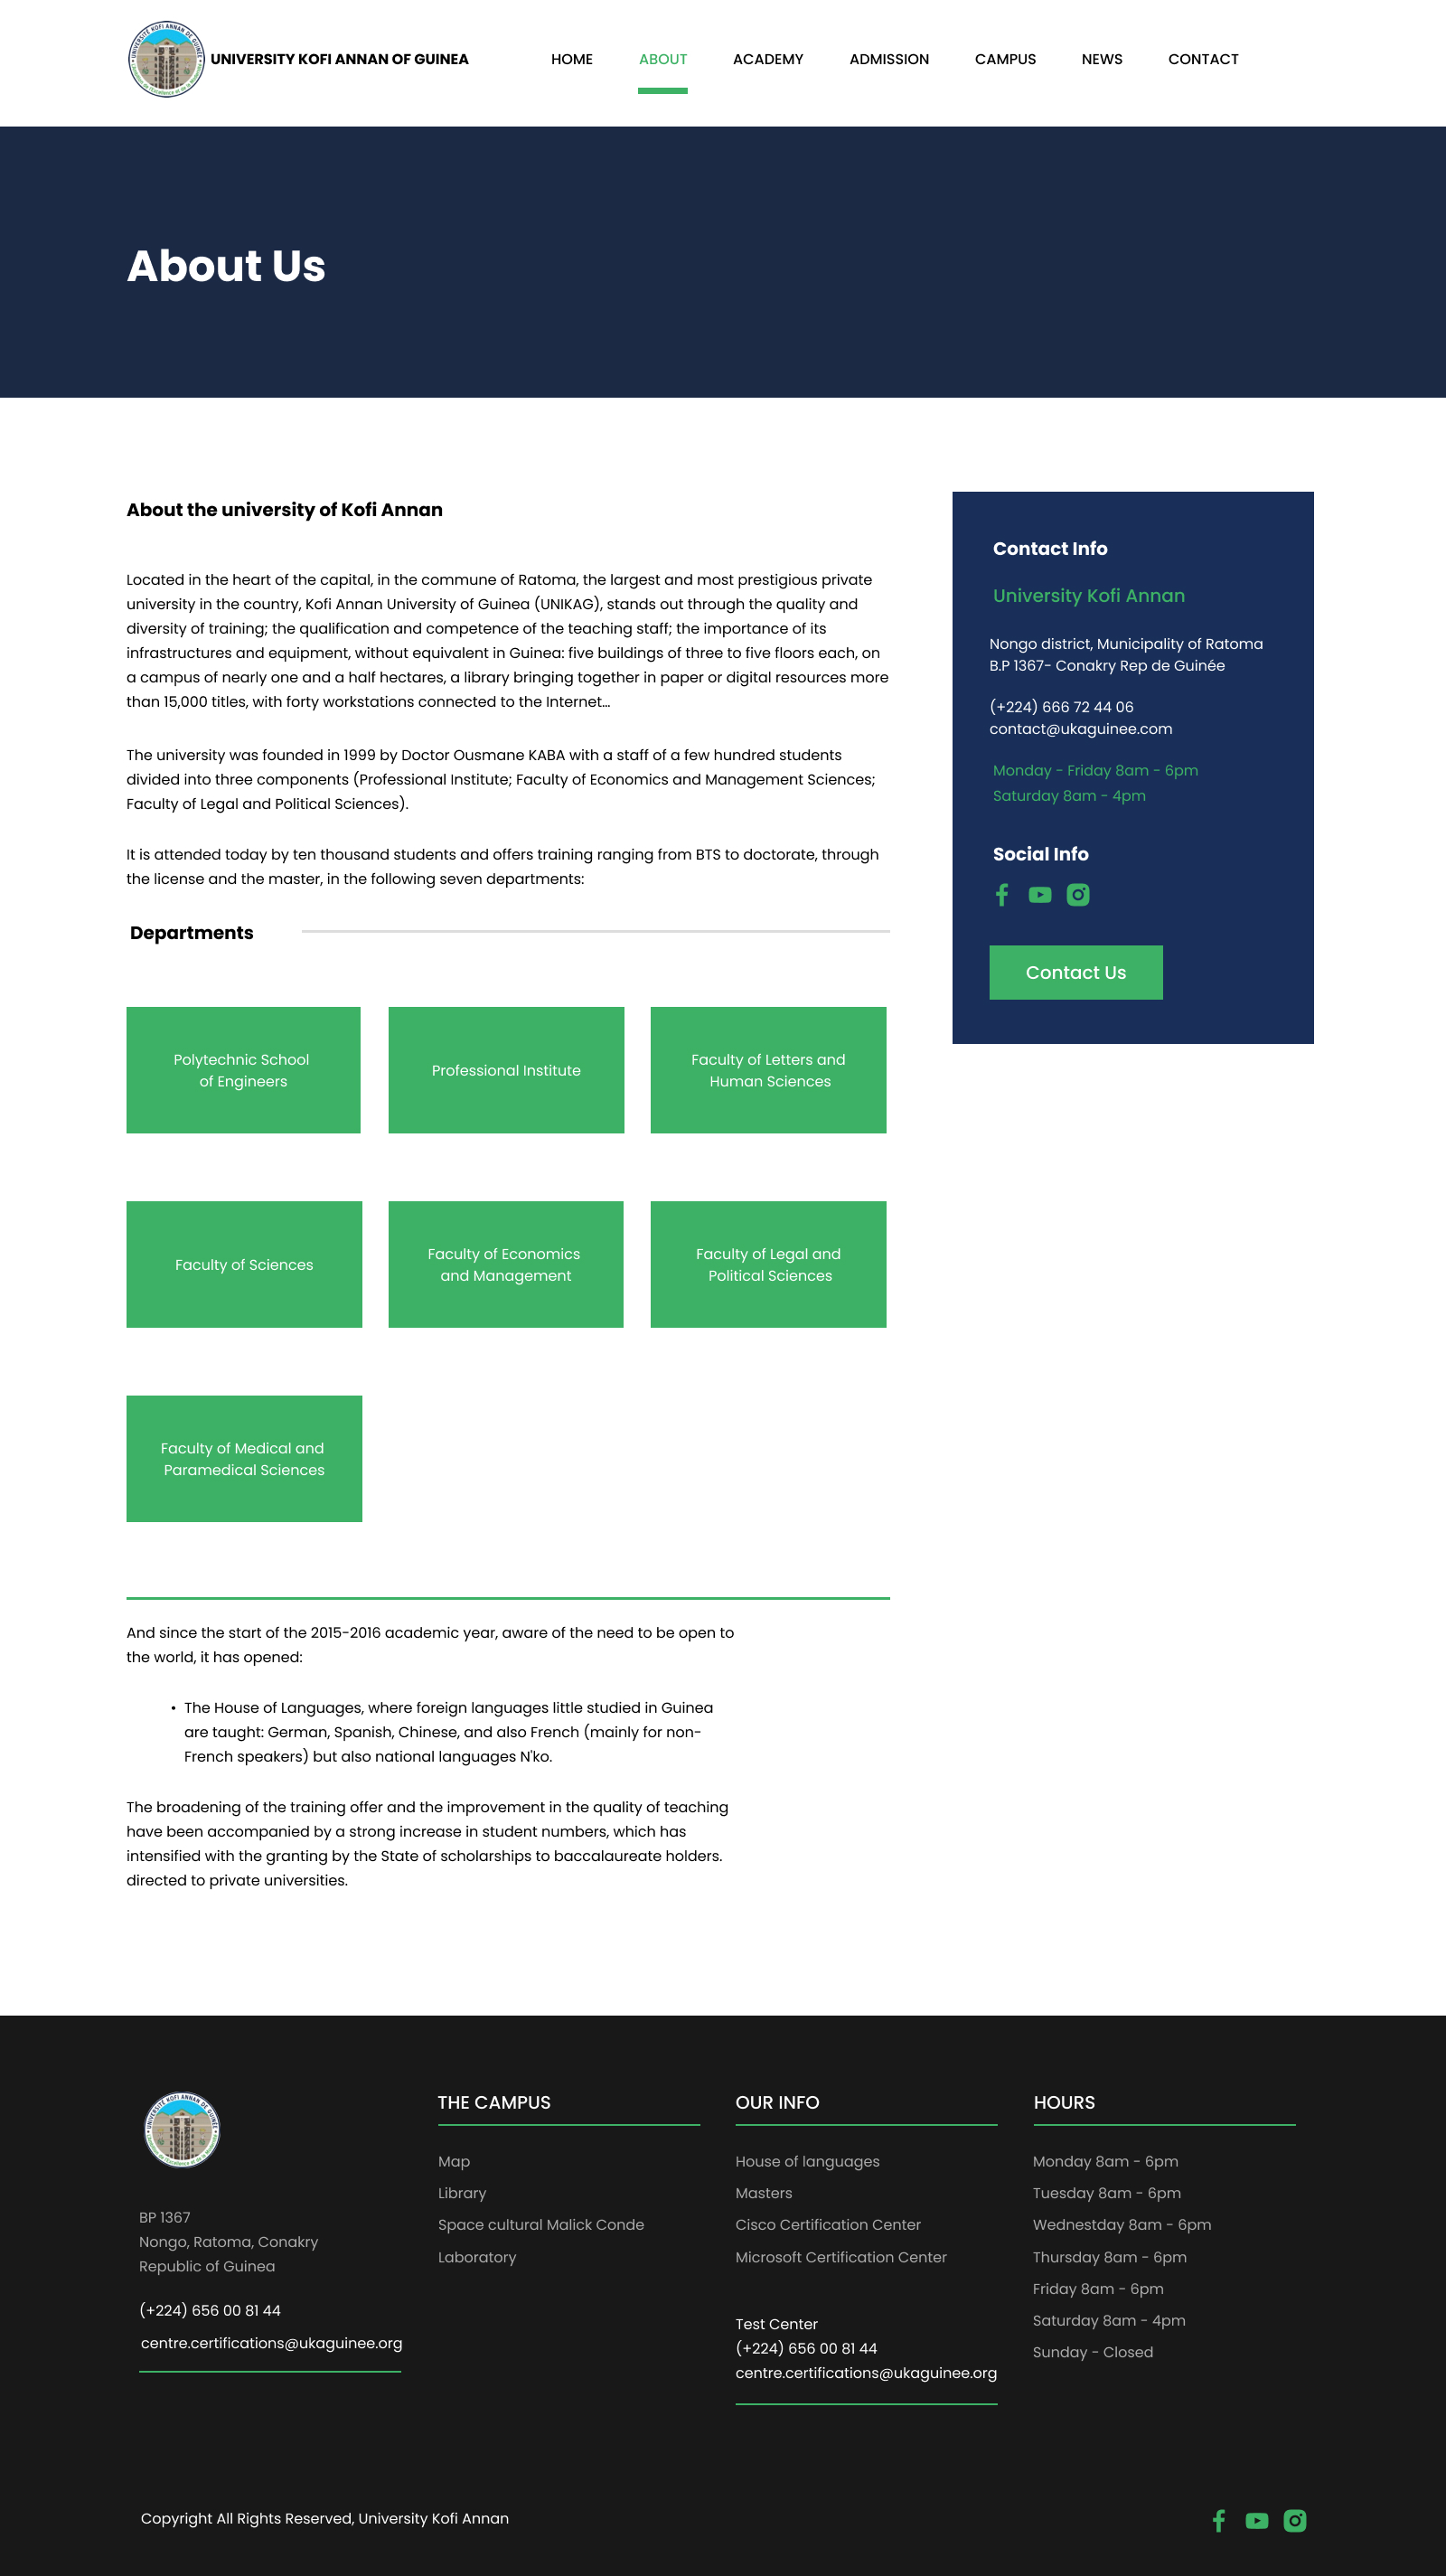 UNIVERSITÉ KOFI ANNAN DE GUINÉE
UNIVERSITY KOFI ANNAN OF GUINEA
HOME
ABOUT
ACADEMY
ADMISSION
CAMPUS
NEWS
CONTACT
About Us
About the university of Kofi Annan
Located in the heart of the capital, in the commune of Ratoma, the largest and most prestigious private
university in the country, Kofi Annan University of Guinea (UNIKAG), stands out through the quality and
diversity of training; the qualification and competence of the teaching staff; the importance of its
infrastructures and equipment, without equivalent in Guinea: five buildings of three to five floors each, on
a campus of nearly one and a half hectares, a library bringing together in paper or digital resources more
than 15,000 titles, with forty workstations connected to the Internet...
The university was founded in 1999 by Doctor Ousmane KABA with a staff of a few hundred students
divided into three components (Professional Institute; Faculty of Economics and Management Sciences;
Faculty of Legal and Political Sciences).
It is attended today by ten thousand students and offers training ranging from BTS to doctorate, through
the license and the master, in the following seven departments:
Departments
Polytechnic School
of Engineers
Professional Institute
Faculty of Letters and
Human Sciences
Faculty of Sciences
Faculty of Economics
and Management
Faculty of Legal and
Political Sciences
Faculty of Medical and
Paramedical Sciences
And since the start of the 2015-2016 academic year, aware of the need to be open to
the world, it has opened:
• The House of Languages, where foreign languages little studied in Guinea
are taught: German, Spanish, Chinese, and also French (mainly for non-
French speakers) but also national languages N'ko.
The broadening of the training offer and the improvement in the quality of teaching
have been accompanied by a strong increase in student numbers, which has
intensified with the granting by the State of scholarships to baccalaureate holders.
directed to private universities.
Contact Info
University Kofi Annan
Nongo district, Municipality of Ratoma
B.P 1367- Conakry Rep de Guinée
(+224) 666 72 44 06
contact@ukaguinee.com
Monday - Friday 8am - 6pm
Saturday 8am - 4pm
Social Info
Contact Us
UNIVERSITÉ KOFI ANNAN DE GUINÉE
BP 1367
Nongo, Ratoma, Conakry
Republic of Guinea
(+224) 656 00 81 44
centre.certifications@ukaguinee.org
THE CAMPUS
Map
Library
Space cultural Malick Conde
Laboratory
OUR INFO
House of languages
Masters
Cisco Certification Center
Microsoft Certification Center
Test Center
(+224) 656 00 81 44
centre.certifications@ukaguinee.org
HOURS
Monday 8am - 6pm
Tuesday 8am - 6pm
Wednestday 8am - 6pm
Thursday 8am - 6pm
Friday 8am - 6pm
Saturday 8am - 4pm
Sunday - Closed
Copyright All Rights Reserved, University Kofi Annan